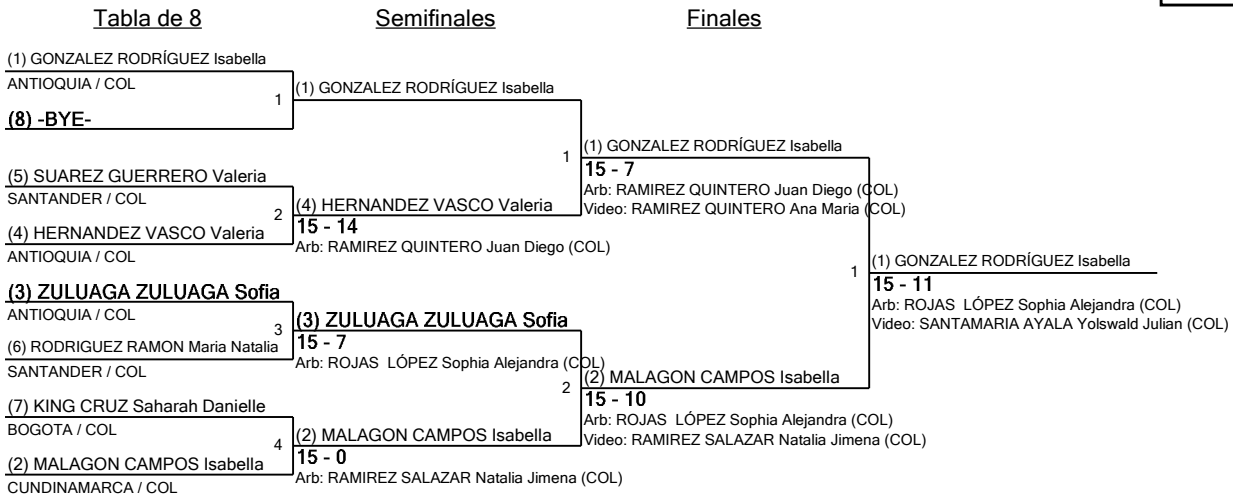 Tabla de 8
Semifinales
Finales
(1) GONZALEZ RODRÍGUEZ Isabella
ANTIOQUIA / COL
1
(8) -BYE-
(1) GONZALEZ RODRÍGUEZ Isabella
(5) SUAREZ GUERRERO Valeria
SANTANDER / COL
2
(4) HERNANDEZ VASCO Valeria
ANTIOQUIA / COL
(4) HERNANDEZ VASCO Valeria
15 - 14
Arb: RAMIREZ QUINTERO Juan Diego (COL)
1
(1) GONZALEZ RODRÍGUEZ Isabella
15 - 7
Arb: RAMIREZ QUINTERO Juan Diego (COL)
Video: RAMIREZ QUINTERO Ana Maria (COL)
(3) ZULUAGA ZULUAGA Sofia
ANTIOQUIA / COL
3
(6) RODRIGUEZ RAMON Maria Natalia
SANTANDER / COL
(3) ZULUAGA ZULUAGA Sofia
15 - 7
Arb: ROJAS  LÓPEZ Sophia Alejandra (COL)
(7) KING CRUZ Saharah Danielle
BOGOTA / COL
4
(2) MALAGON CAMPOS Isabella
CUNDINAMARCA / COL
(2) MALAGON CAMPOS Isabella
15 - 0
Arb: RAMIREZ SALAZAR Natalia Jimena (COL)
2
(2) MALAGON CAMPOS Isabella
15 - 10
Arb: ROJAS  LÓPEZ Sophia Alejandra (COL)
Video: RAMIREZ SALAZAR Natalia Jimena (COL)
1
(1) GONZALEZ RODRÍGUEZ Isabella
15 - 11
Arb: ROJAS  LÓPEZ Sophia Alejandra (COL)
Video: SANTAMARIA AYALA Yolswald Julian (COL)